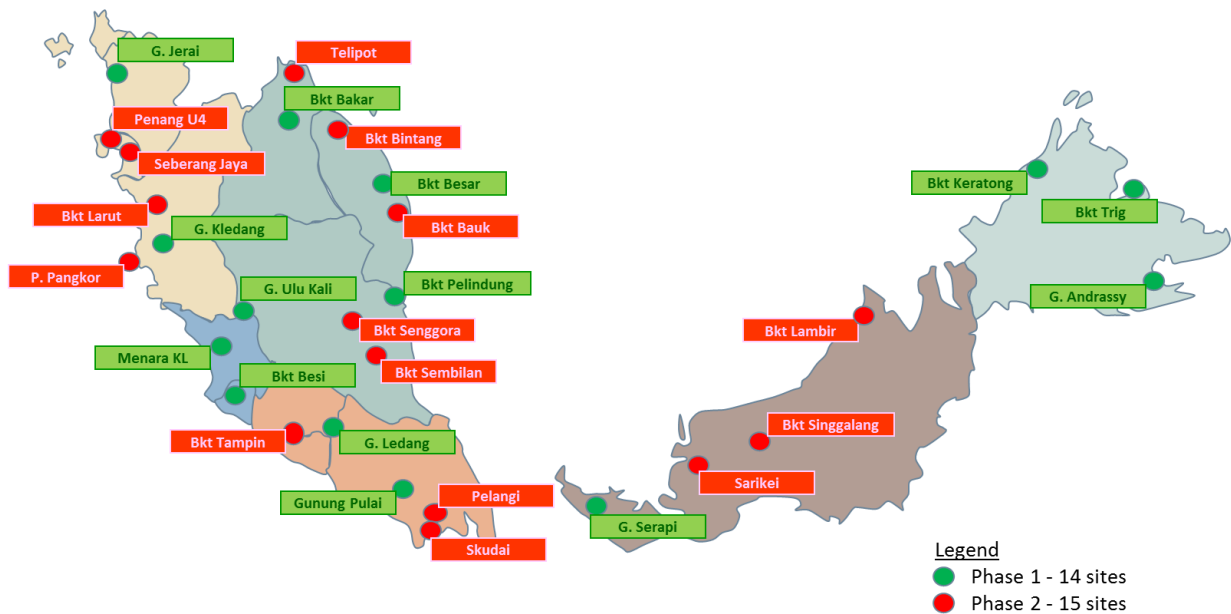 G. Jerai
Telipot
Bkt Bakar
Penang U4
Bkt Bintang
Seberang Jaya
Bkt Besar
Bkt Keratong
Bkt Trig
Bkt Larut
Bkt Bauk
G. Kledang
P. Pangkor
G. Ulu Kali
Bkt Pelindung
G. Andrassy
Bkt Senggora
Bkt Lambir
Menara KL
Bkt Besi
Bkt Sembilan
Bkt Tampin
G. Ledang
Bkt Singgalang
Sarikei
Gunung Pulai
Pelangi
G. Serapi
Skudai
Legend
Phase 1 - 14 sites
Phase 2 - 15 sites